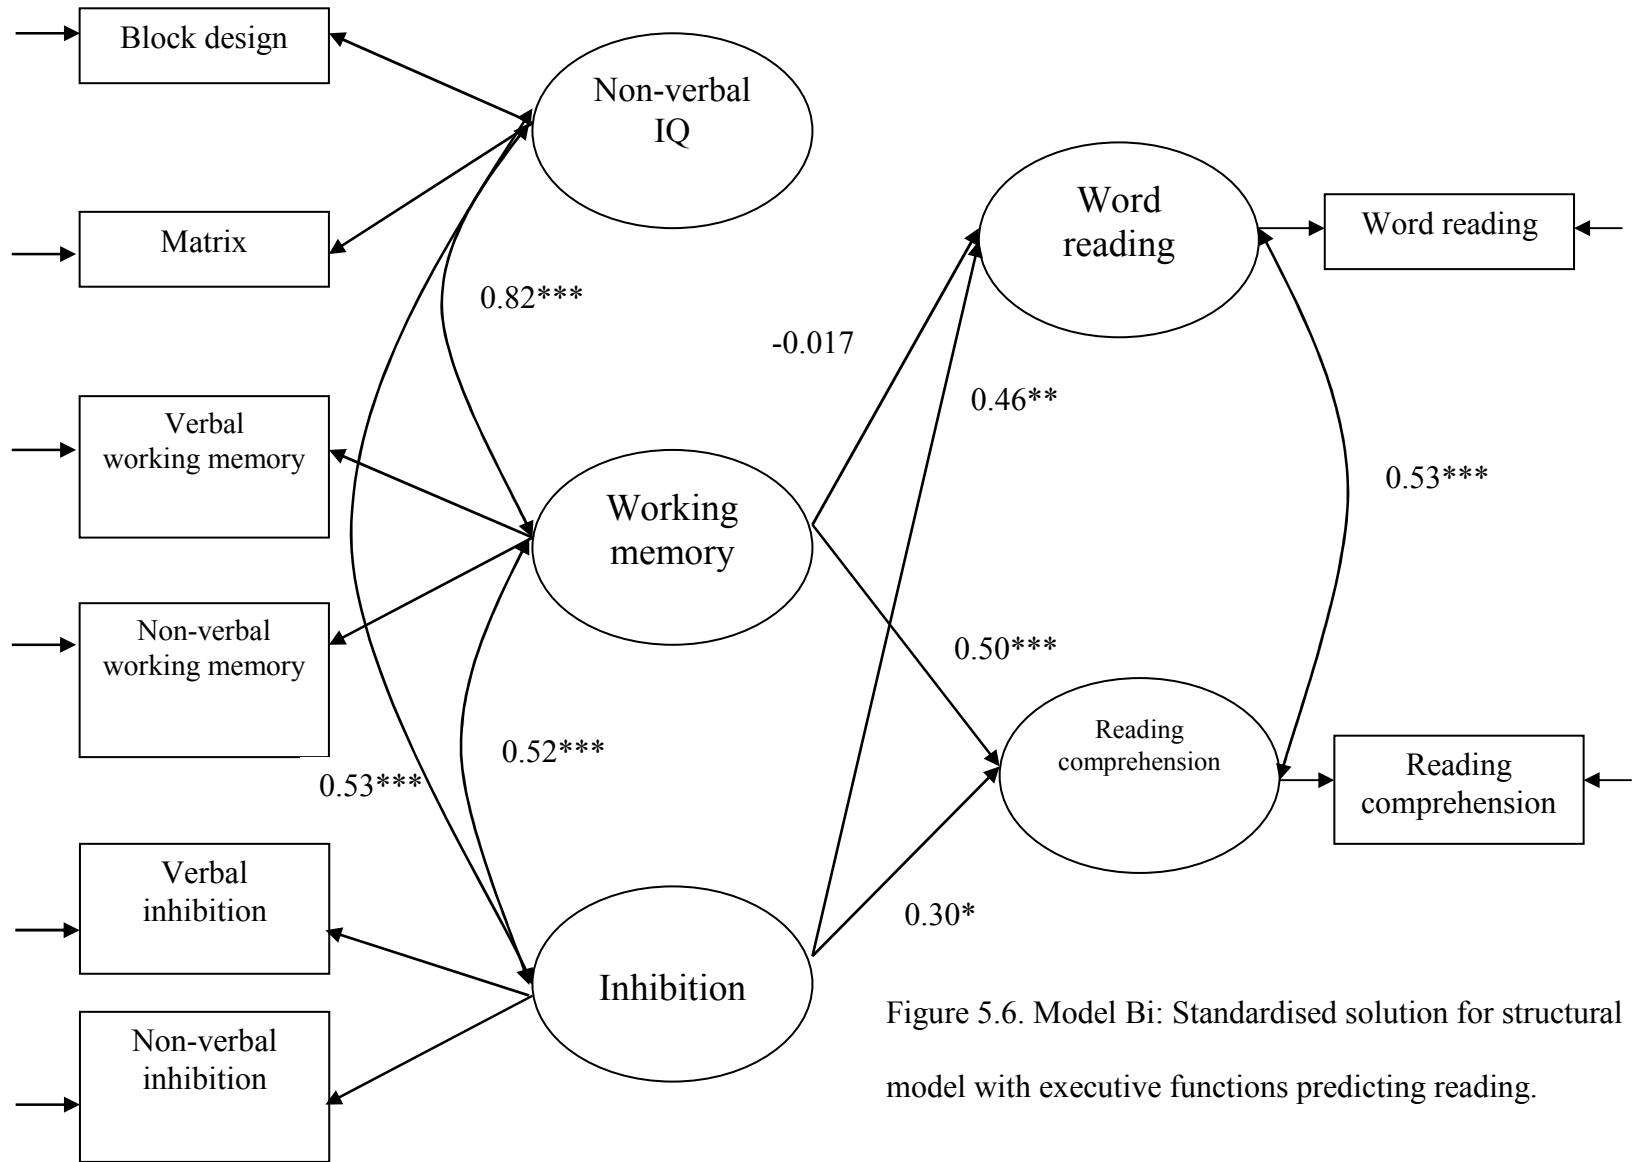 Block design
Non-verbal
IQ
Matrix
Word
reading
Word reading
0.82***
-0.017
0.46**
Verbal
working memory
Working
memory
0.53***
Non-verbal
working memory
0.50***
Reading
comprehension
0.52***
0.53***
Reading
comprehension
Verbal
inhibition
0.30*
Inhibition
Non-verbal
inhibition
Figure 5.6. Model Bi: Standardised solution for structural
model with executive functions predicting reading.